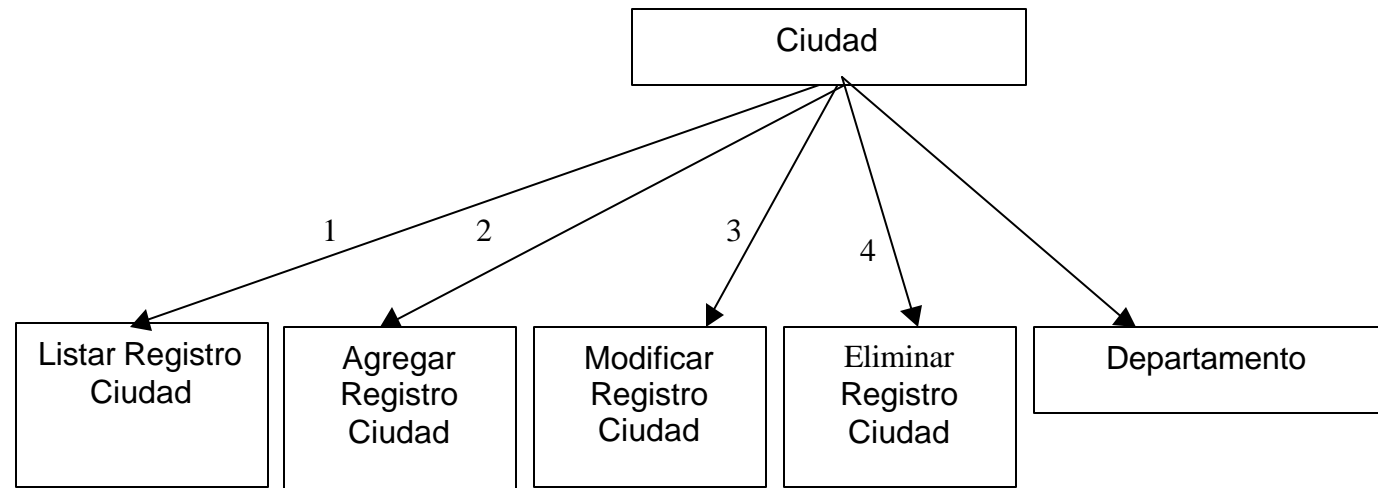 Ciudad
1
2
3
4
Listar Registro
Ciudad
Agregar
Registro
Ciudad
Modificar
Registro
Ciudad
Eliminar
Registro
Ciudad
Departamento